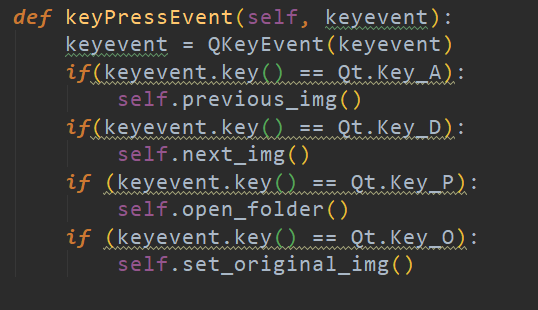 def keyPressEvent(self, keyevent):
    keyevent = QKeyEvent(keyevent)
    if(keyevent.key() == Qt.Key_A):
        self.previous_img()
    if(keyevent.key() == Qt.Key_D):
        self.next_img()
    if (keyevent.key() == Qt.Key_P):
        self.open_folder()
    if (keyevent.key() == Qt.Key_O):
        self.set_original_img()